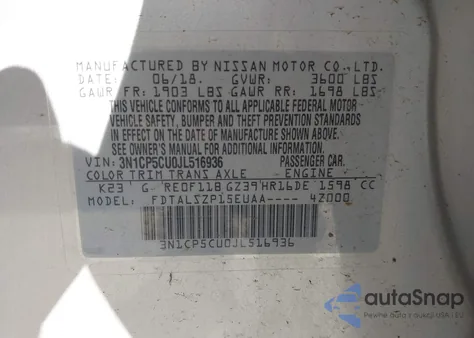 MANUFACTURED BY NISSAN MOTOR CO., LTD.
DATE: 06/18. GVWR: 3600 LBS
GAWR FR: 1903 LBS GAWR RR: 1698 LBS
THIS VEHICLE CONFORMS TO ALL APPLICABLE FEDERAL MOTOR
VEHICLE SAFETY, BUMPER AND THEFT PREVENTION STANDARDS
IN EFFECT ON THE DATE OF MANUFACTURE SHOWN ABOVE.
SEE OWNER'S MANUAL FOR ADDITIONAL INFORMATION.
VIN: 3N1CP5CU0JL516936 PASSENGER CAR.
COLOR TRIM TRANS AXLE ENGINE
K23 G RE0F11B GZ39 HR16DE 1598 CC
MODEL: FDTALSZP15EUAA---- 4Z000
3N1CP5CU0JL516936
autoSnap